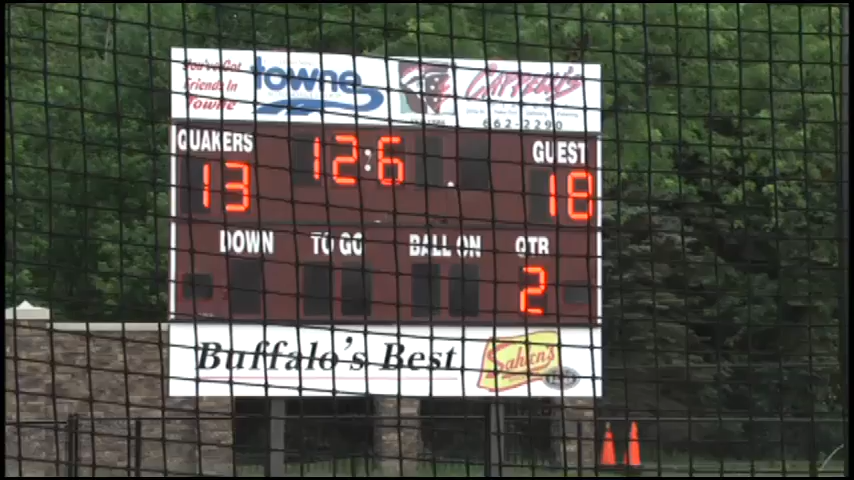 You've Got
Friends In
Towne
towne
662-2290
QUAKERS
12:6 .
GUEST
13
18
DOWN TO GO BALL ON QTR
2
Buffalo's Best
Sahlen's